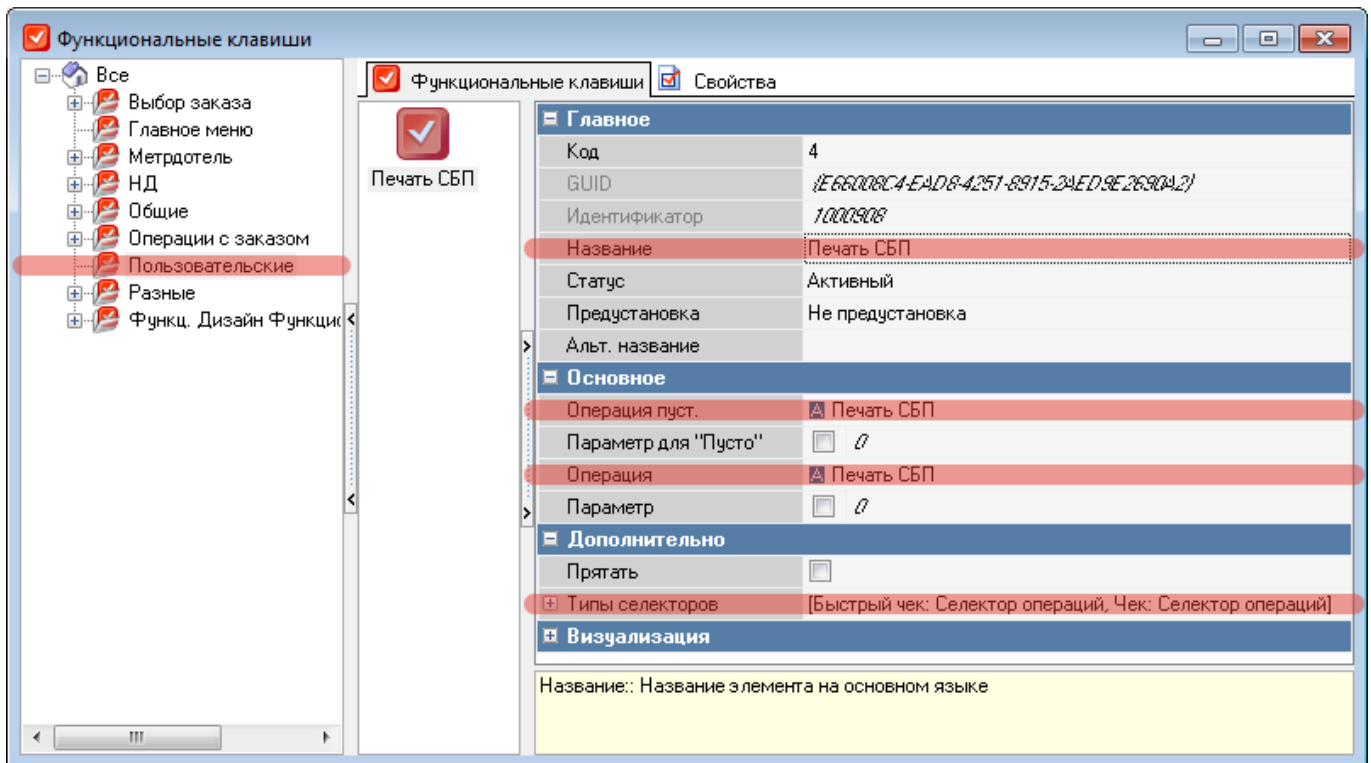 Функциональные клавиши
Все
Выбор заказа
Главное меню
Метрдотель
НД
Общие
Операции с заказом
Пользовательские
Разные
Функц. Дизайн Функцио
Функциональные клавиши
Свойства
Печать СБП
Главное
Код 4
GUID {E66008C4-EAD8-4251-8915-2AED9E2690A2}
Идентификатор 1000908
Название Печать СБП
Статус Активный
Предустановка Не предустановка
Альт. название
Основное
Операция пуст. Печать СБП
Параметр для "Пусто" 0
Операция Печать СБП
Параметр 0
Дополнительно
Прятать
Типы селекторов [Быстрый чек: Селектор операций, Чек: Селектор операций]
Визуализация
Название:: Название элемента на основном языке